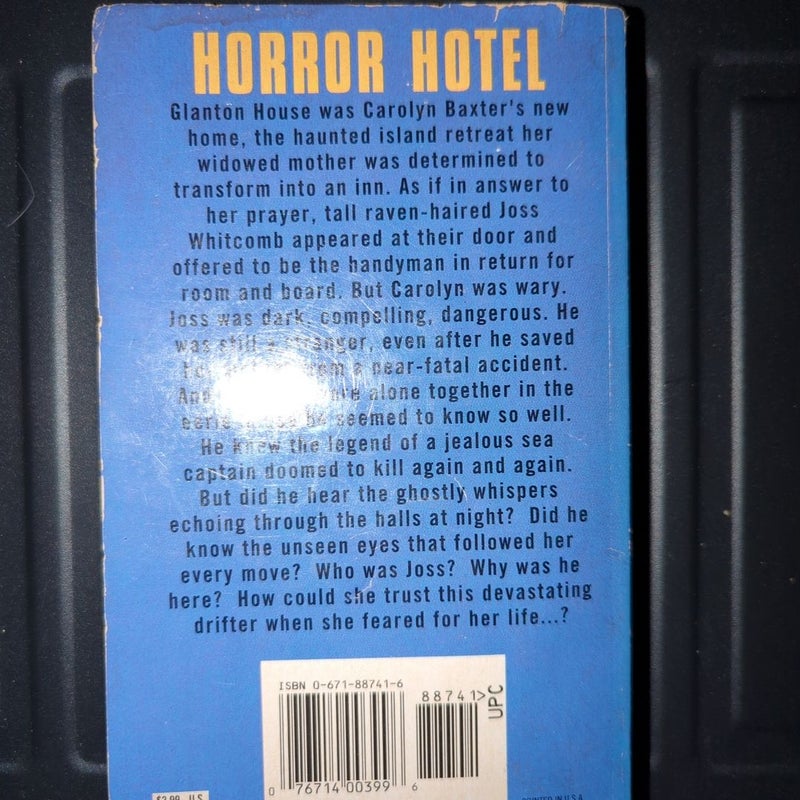 HORROR HOTEL
Glanton House was Carolyn Baxter's new
home, the haunted island retreat her
widowed mother was determined to
transform into an inn. As if in answer to
her prayer, tall raven-haired Joss
Whitcomb appeared at their door and
offered to be the handyman in return for
room and board. But Carolyn was wary.
Joss was dark, compelling, dangerous. He
was still a stranger, even after he saved
a near-fatal accident.
alone together in the
he seemed to know so well.
He knew the legend of a jealous sea
captain doomed to kill again and again.
But did he hear the ghostly whispers
echoing through the halls at night? Did he
know the unseen eyes that followed her
every move? Who was Joss? Why was he
here? How could she trust this devastating
drifter when she feared for her life...?
ISBN 0-671-88741-6
88741>
UPC
0 76714 00399 6
$3.99 U.S.
PRINTED IN U.S.A.